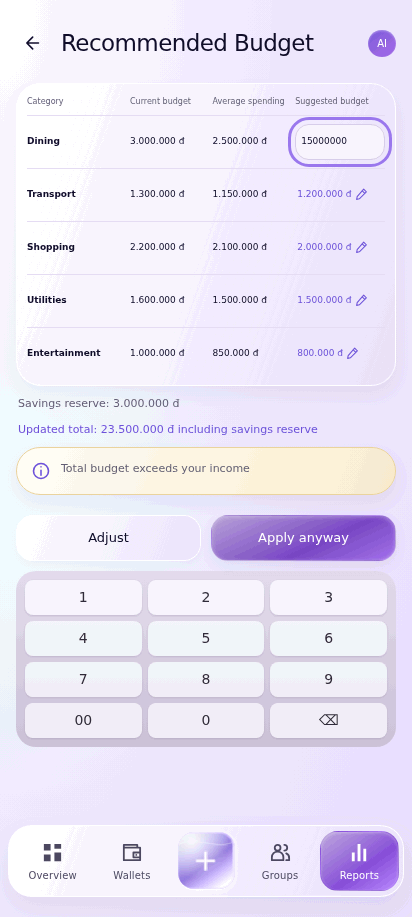 Recommended Budget
AI
Category Current budget Average spending Suggested budget
Dining 3.000.000 đ 2.500.000 đ 15000000
Transport 1.300.000 đ 1.150.000 đ 1.200.000 đ
Shopping 2.200.000 đ 2.100.000 đ 2.000.000 đ
Utilities 1.600.000 đ 1.500.000 đ 1.500.000 đ
Entertainment 1.000.000 đ 850.000 đ 800.000 đ
Savings reserve: 3.000.000 đ
Updated total: 23.500.000 đ including savings reserve
Total budget exceeds your income
Adjust Apply anyway
1 2 3
4 5 6
7 8 9
00 0 ⌫
Overview Wallets Groups Reports